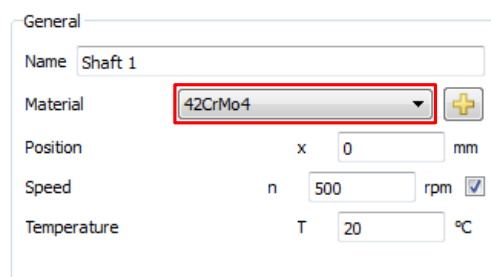 General
Name Shaft 1
Material 42CrMo4
Position x 0 mm
Speed n 500 rpm
Temperature T 20 °C